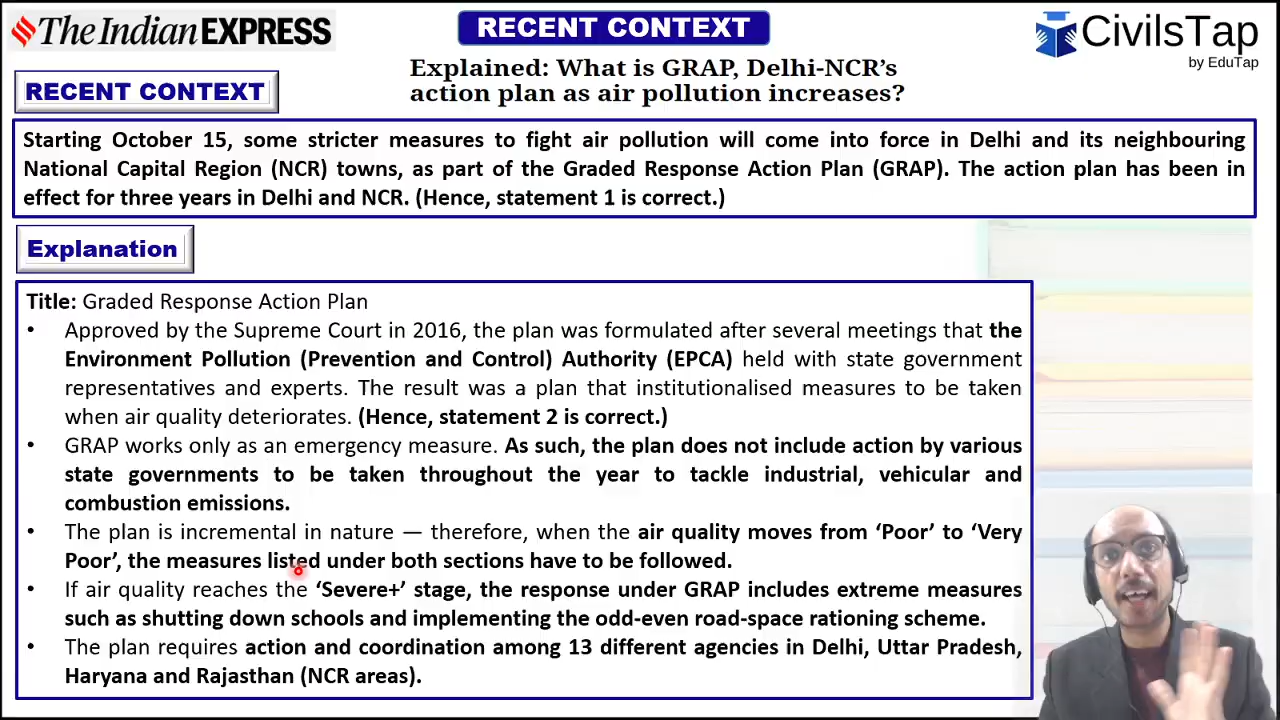 The Indian EXPRESS
RECENT CONTEXT
CivilsTap
by EduTap
Explained: What is GRAP, Delhi-NCR’s
action plan as air pollution increases?
RECENT CONTEXT
Starting October 15, some stricter measures to fight air pollution will come into force in Delhi and its neighbouring
National Capital Region (NCR) towns, as part of the Graded Response Action Plan (GRAP). The action plan has been in
effect for three years in Delhi and NCR. (Hence, statement 1 is correct.)
Explanation
Title: Graded Response Action Plan
• Approved by the Supreme Court in 2016, the plan was formulated after several meetings that the
Environment Pollution (Prevention and Control) Authority (EPCA) held with state government
representatives and experts. The result was a plan that institutionalised measures to be taken
when air quality deteriorates. (Hence, statement 2 is correct.)
• GRAP works only as an emergency measure. As such, the plan does not include action by various
state governments to be taken throughout the year to tackle industrial, vehicular and
combustion emissions.
• The plan is incremental in nature — therefore, when the air quality moves from ‘Poor’ to ‘Very
Poor’, the measures listed under both sections have to be followed.
• If air quality reaches the ‘Severe+’ stage, the response under GRAP includes extreme measures
such as shutting down schools and implementing the odd-even road-space rationing scheme.
• The plan requires action and coordination among 13 different agencies in Delhi, Uttar Pradesh,
Haryana and Rajasthan (NCR areas).